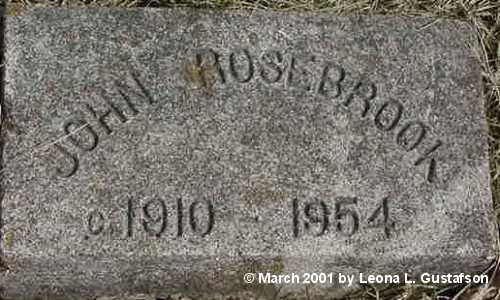 JOHN ROSEBROOK
c.1910 - 1954
© March 2001 by Leona L. Gustafson